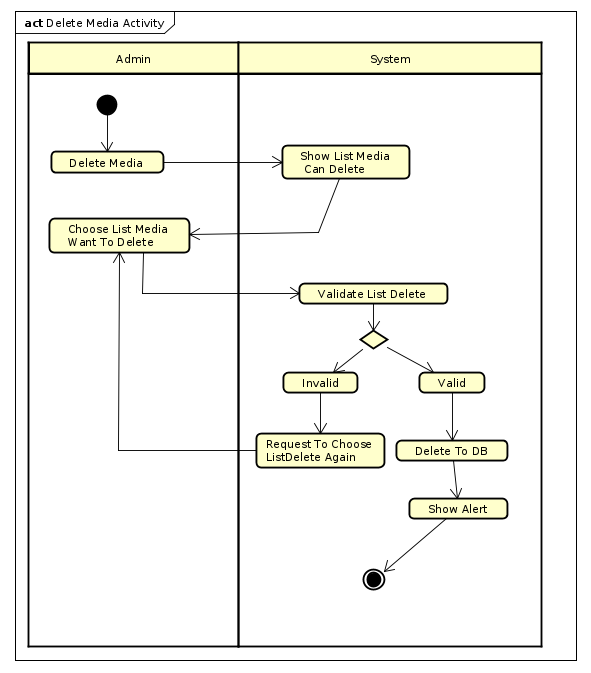 act Delete Media Activity
Admin
System
Delete Media
Show List Media
Can Delete
Choose List Media
Want To Delete
Validate List Delete
Invalid
Valid
Request To Choose
ListDelete Again
Delete To DB
Show Alert